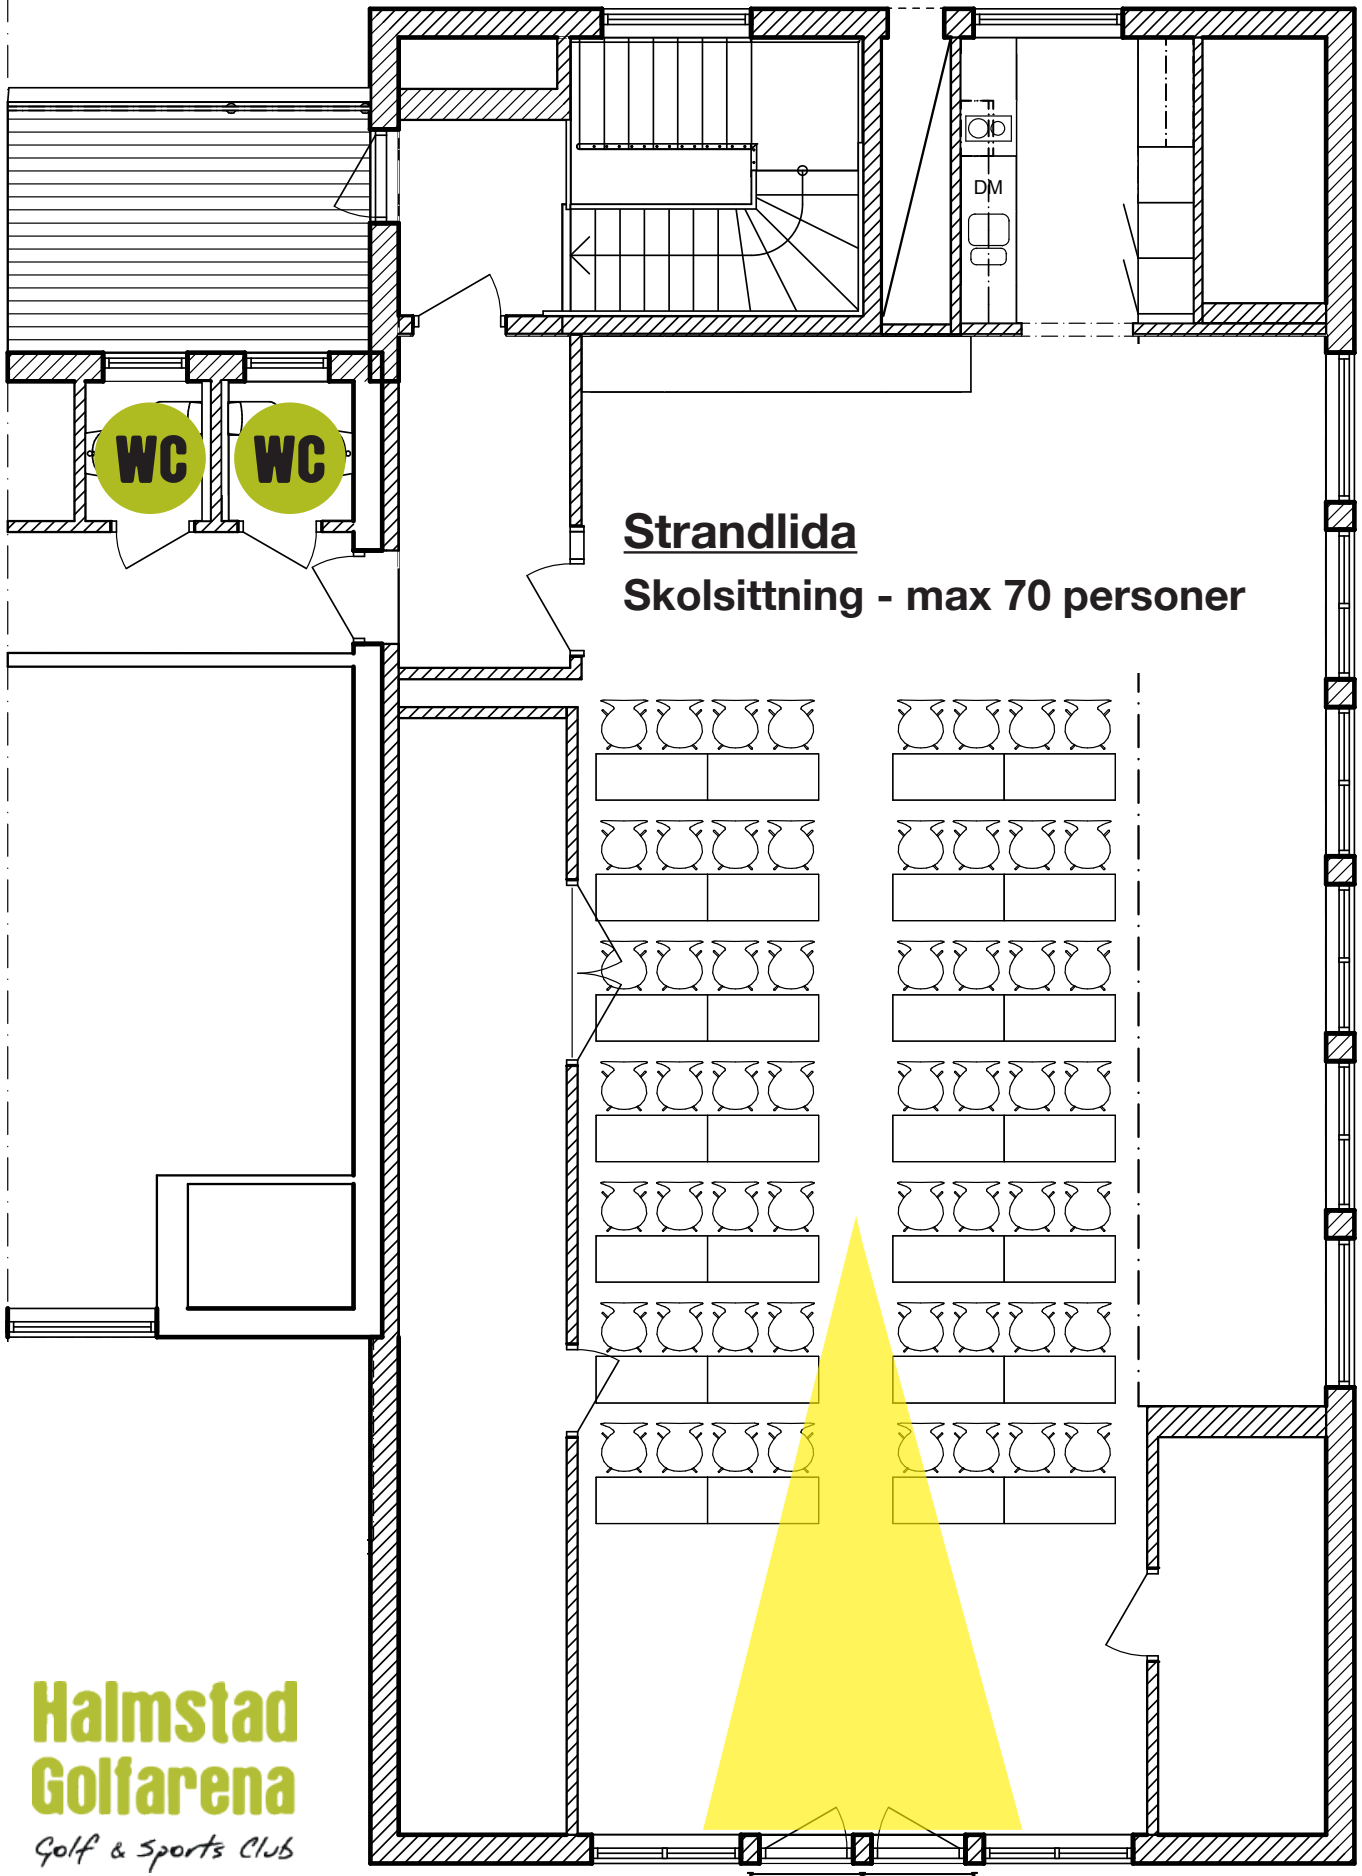 DM
WC WC
Strandlida
Skolsittning - max 70 personer
Halmstad
Golfarena
Golf & Sports Club